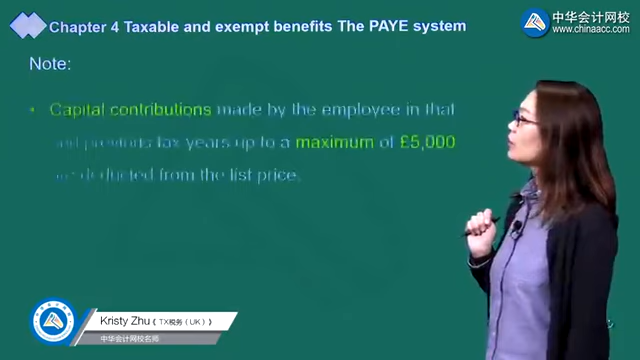 Chapter 4 Taxable and exempt benefits The PAYE system
中华会计网校
www.chinaacc.com
Note:
Capital contributions made by the employee in that
and previous tax years up to a maximum of £5,000
are deducted from the list price.
Kristy Zhu（TX税务（UK））
中华会计网校名师